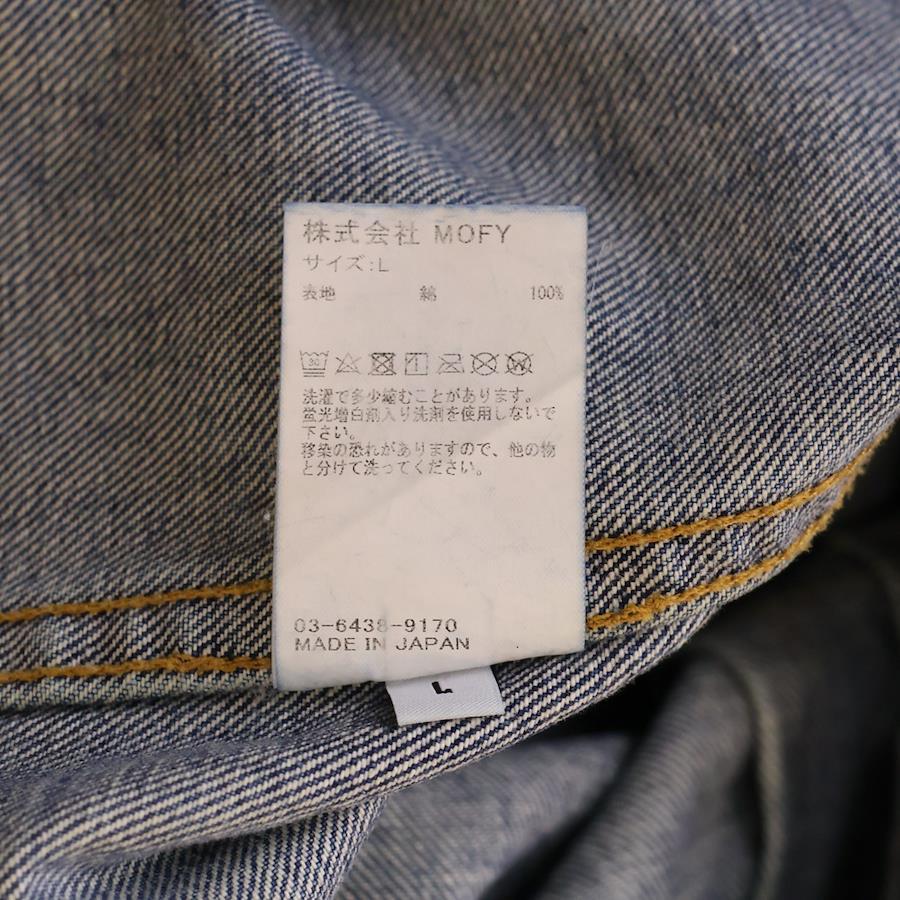 株式会社 MOFY
サイズ:L
表地 綿 100%
30
洗濯で多少縮むことがあります。
蛍光増白剤入り洗剤を使用しないで
下さい。
移染の恐れがありますので、他の物
と分けて洗ってください。
03-6438-9170
MADE IN JAPAN
L